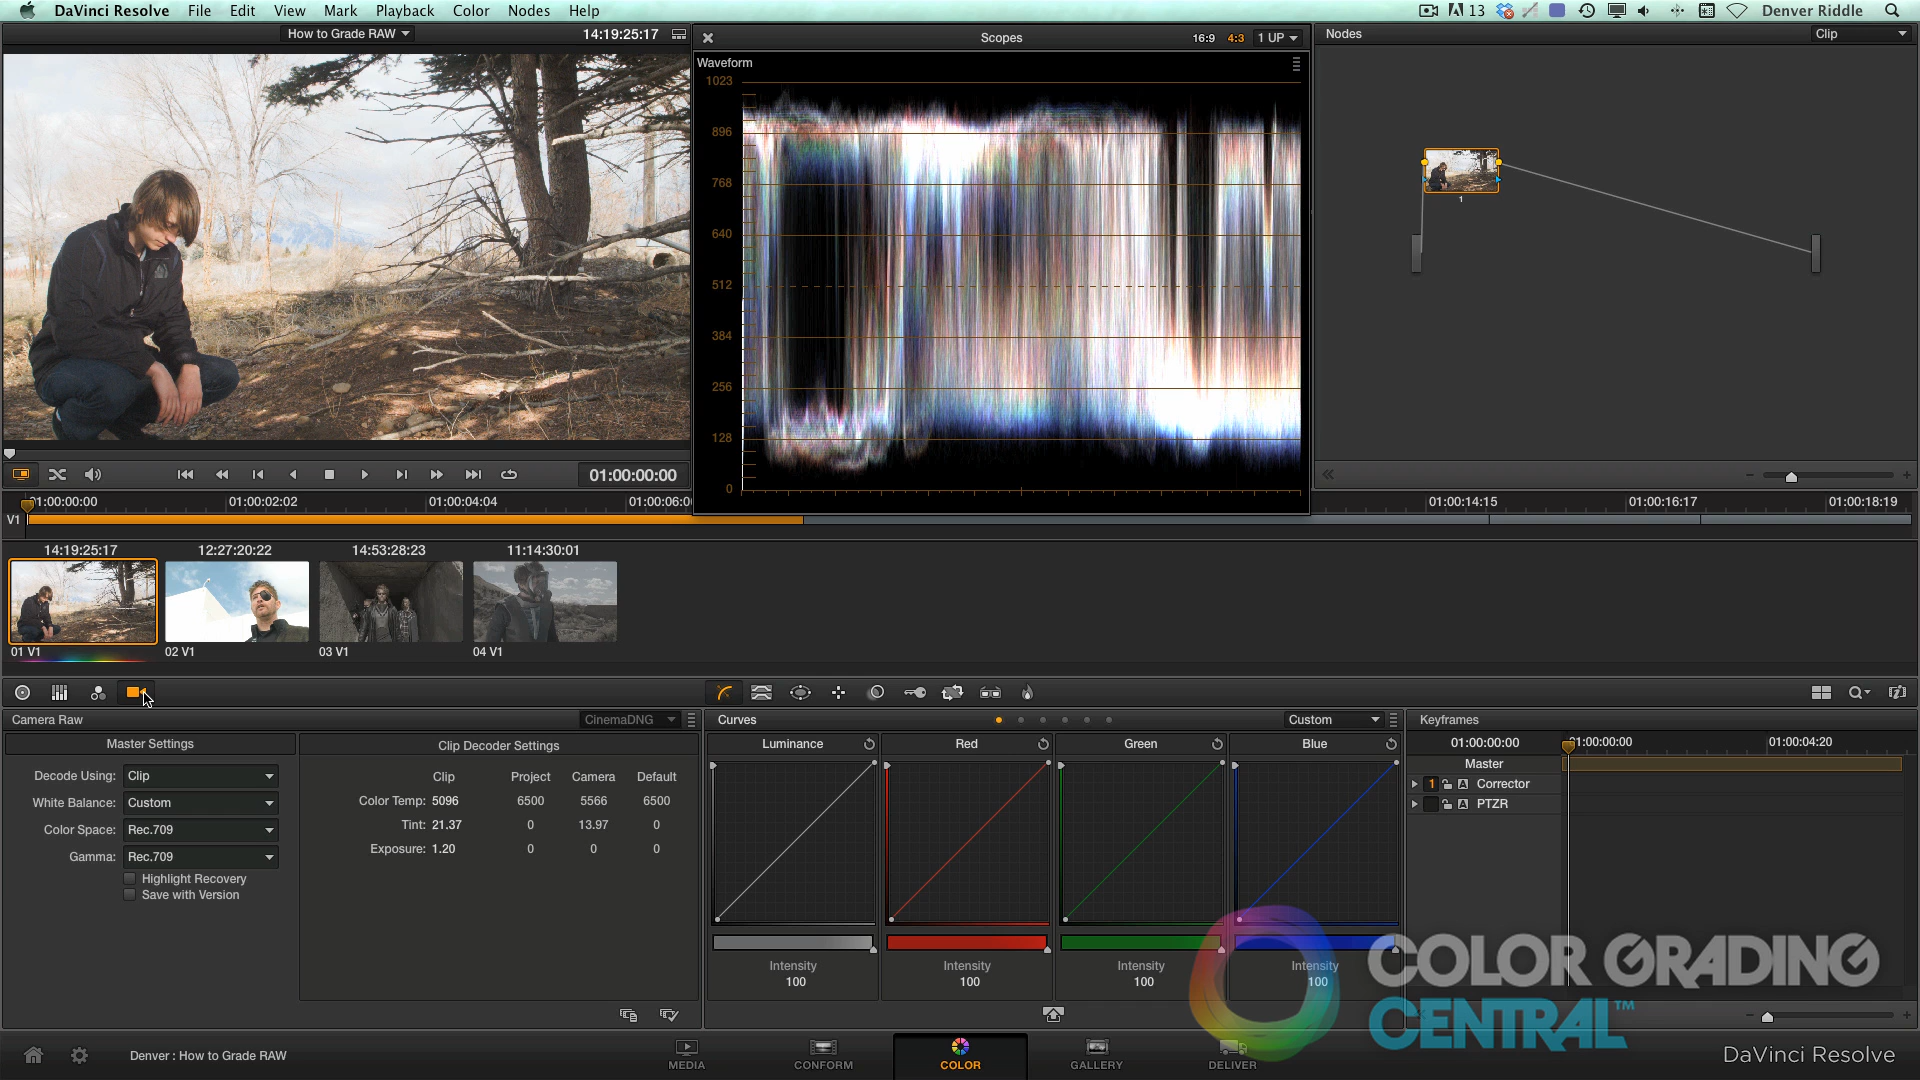 DaVinci Resolve File Edit View Mark Playback Color Nodes Help 13 Denver Riddle
How to Grade RAW 14:19:25:17
Scopes 16:9 4:3 1 UP
Nodes Clip
Waveform
1023
896
768
640
512
384
256
128
0
1
01:00:00:00
01:00:00:00 01:00:02:02 01:00:04:04 01:00:06:0 01:00:14:15 01:00:16:17 01:00:18:19
V1
14:19:25:17 12:27:20:22 14:53:28:23 11:14:30:01
01 V1 02 V1 03 V1 04 V1
Camera Raw CinemaDNG
Master Settings
Decode Using: Clip
White Balance: Custom
Color Space: Rec.709
Gamma: Rec.709
Highlight Recovery
Save with Version
Clip Decoder Settings
Clip Project Camera Default
Color Temp: 5096 6500 5566 6500
Tint: 21.37 0 13.97 0
Exposure: 1.20 0 0 0
Curves Custom
Luminance Red Green Blue
Intensity Intensity Intensity Intensity
100 100 100 100
Keyframes
01:00:00:00 01:00:00:00 01:00:04:20
Master
1 A Corrector
A PTZR
COLOR GRADING
CENTRAL™
Denver : How to Grade RAW
MEDIA CONFORM COLOR GALLERY DELIVER
DaVinci Resolve